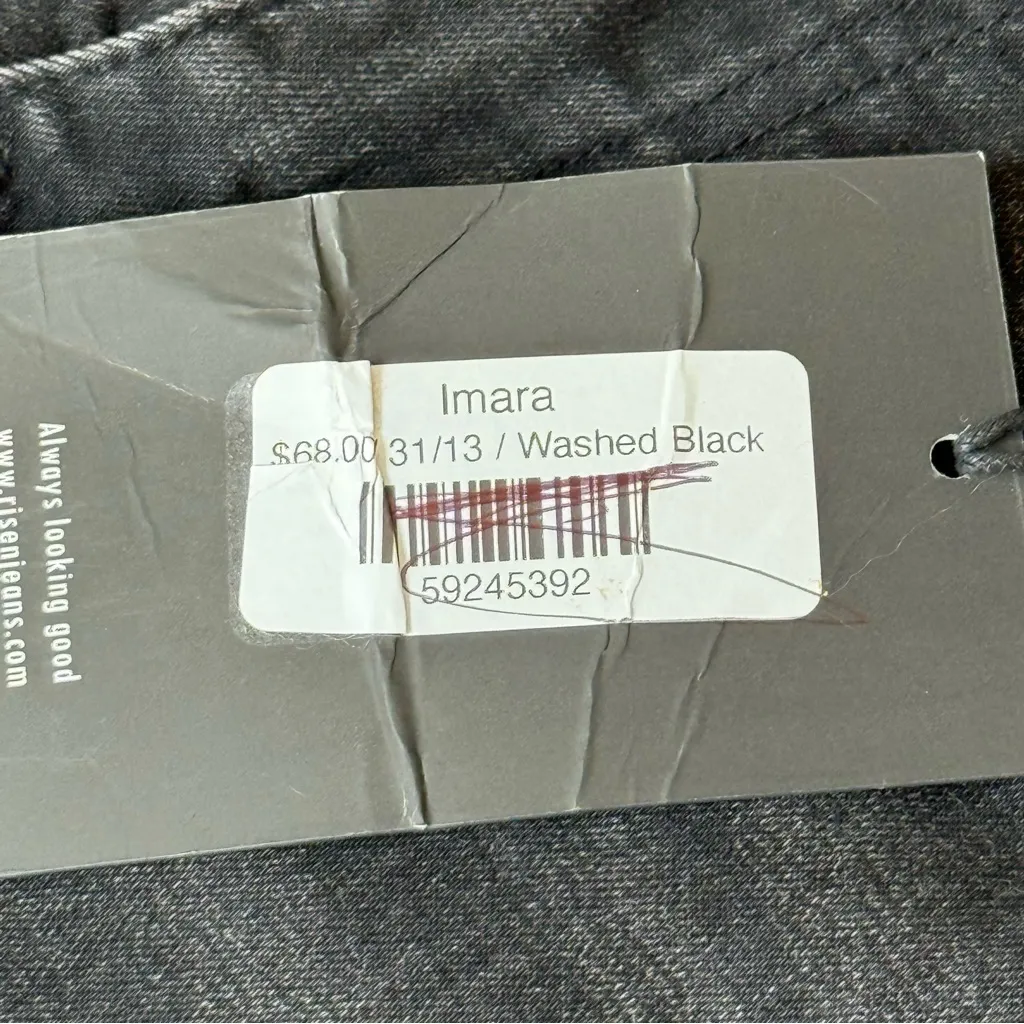 Imara
$68.00 31/13 / Washed Black
59245392
Always looking good
www.risenjeans.com